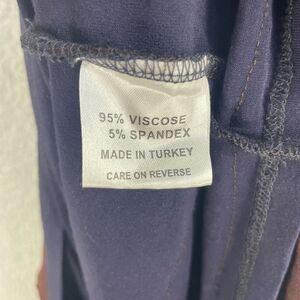 95% VISCOSE
5% SPANDEX
MADE IN TURKEY
CARE ON REVERSE